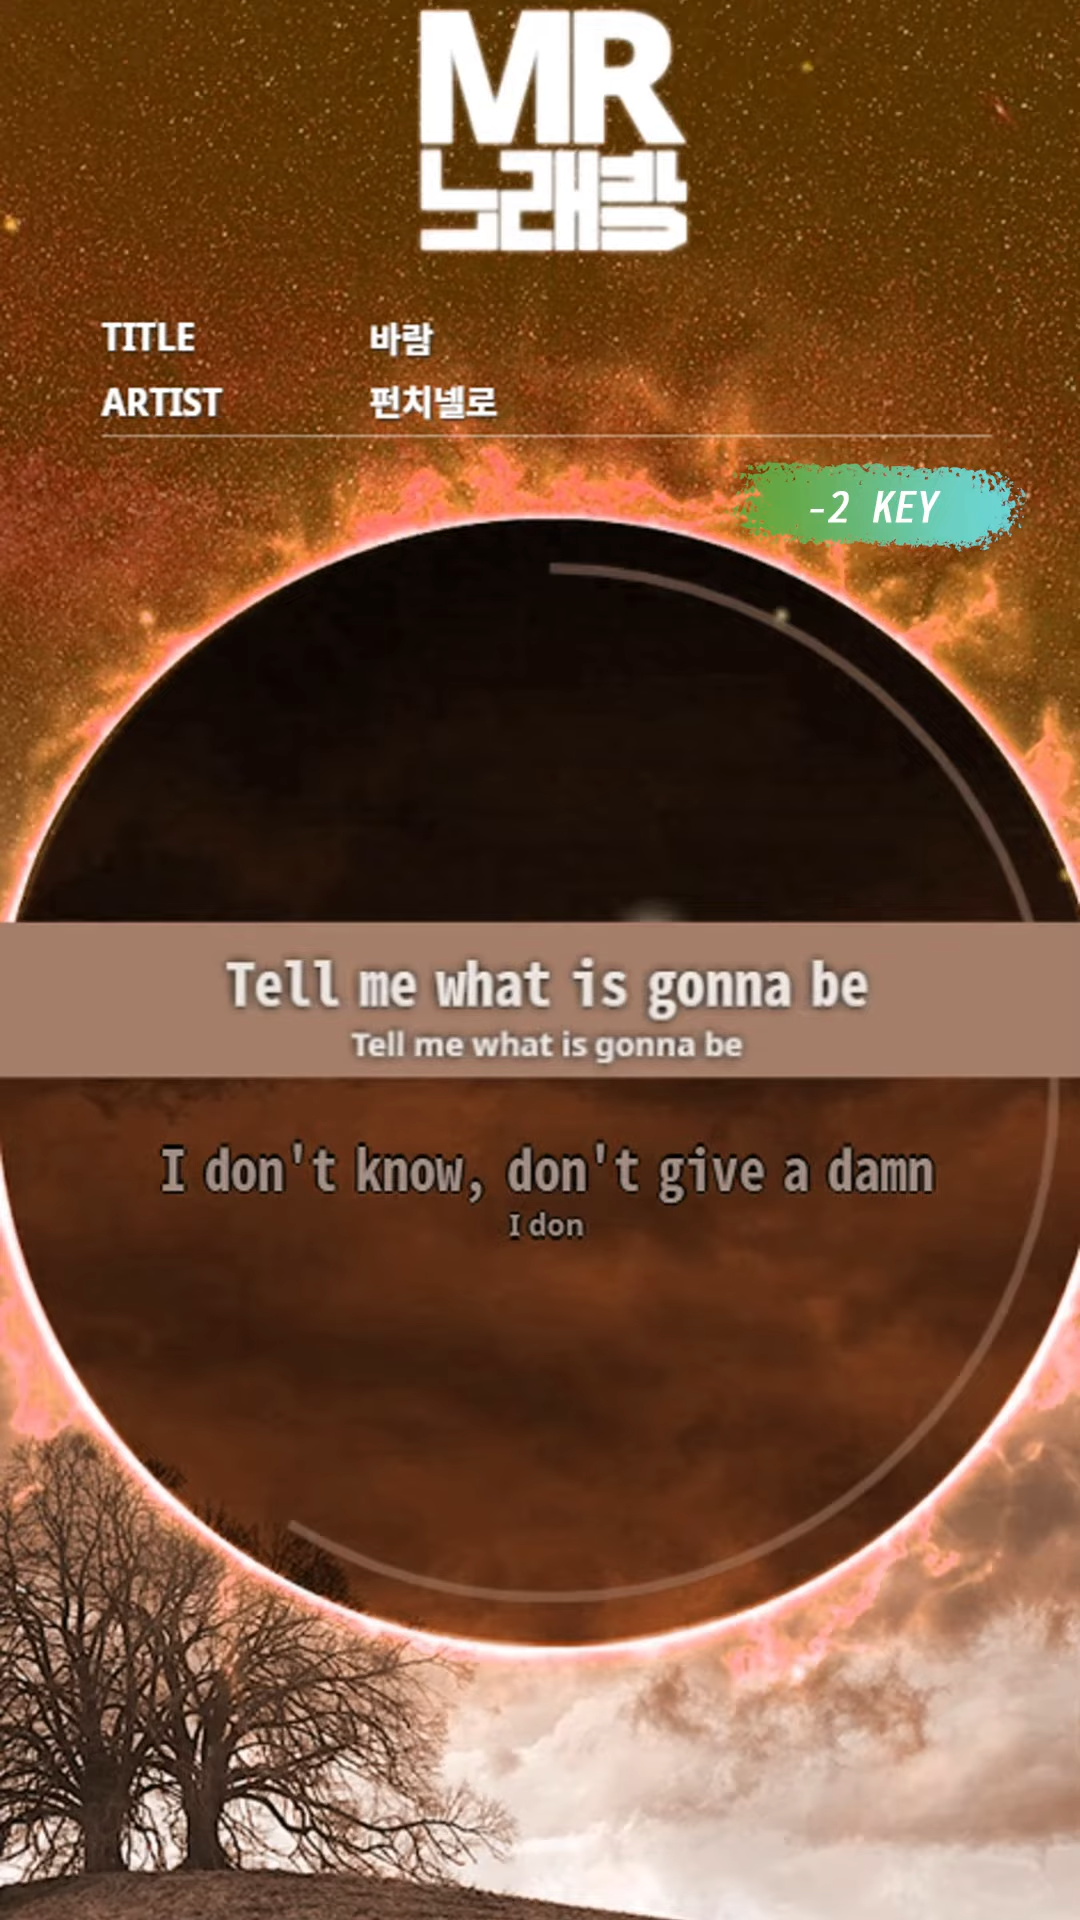 MR
노래방
TITLE 바람
ARTIST 펀치넬로
-2 KEY
Tell me what is gonna be
Tell me what is gonna be
I don't know, don't give a damn
I don